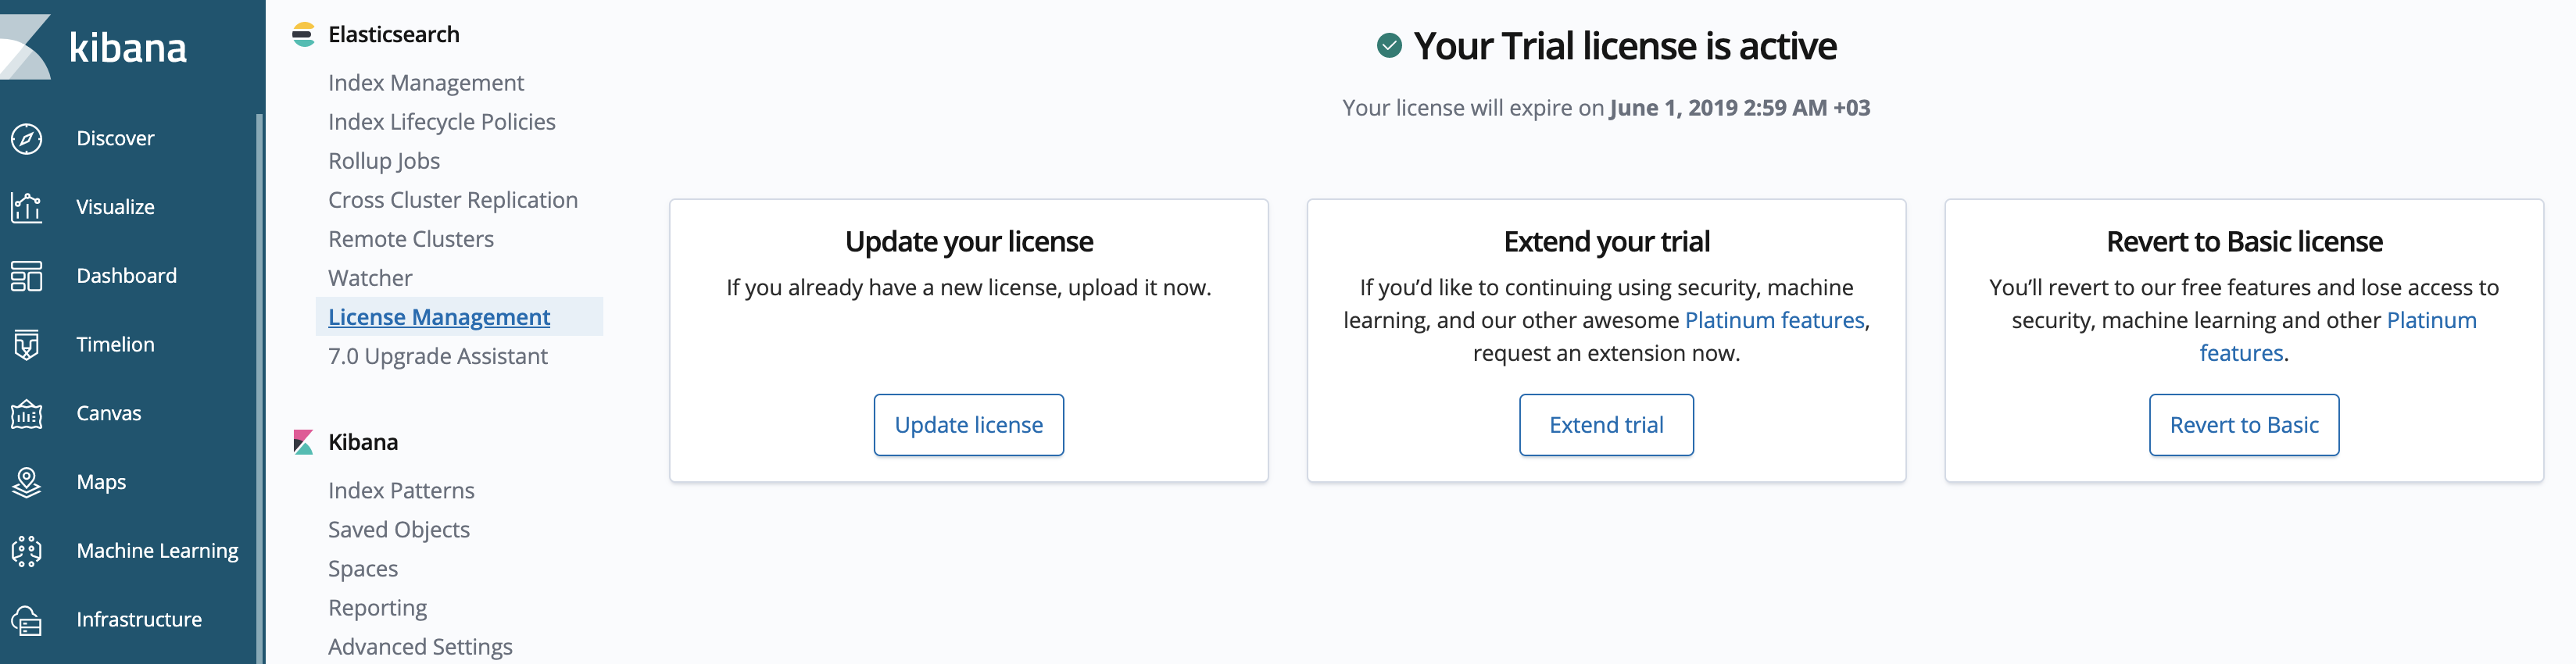 kibana
Discover
Visualize
Dashboard
Timelion
Canvas
Maps
Machine Learning
Infrastructure
Elasticsearch
Index Management
Index Lifecycle Policies
Rollup Jobs
Cross Cluster Replication
Remote Clusters
Watcher
License Management
7.0 Upgrade Assistant
Kibana
Index Patterns
Saved Objects
Spaces
Reporting
Advanced Settings
Your Trial license is active
Your license will expire on June 1, 2019 2:59 AM +03
Update your license
If you already have a new license, upload it now.
Update license
Extend your trial
If you’d like to continuing using security, machine
learning, and our other awesome Platinum features,
request an extension now.
Extend trial
Revert to Basic license
You’ll revert to our free features and lose access to
security, machine learning and other Platinum
features.
Revert to Basic